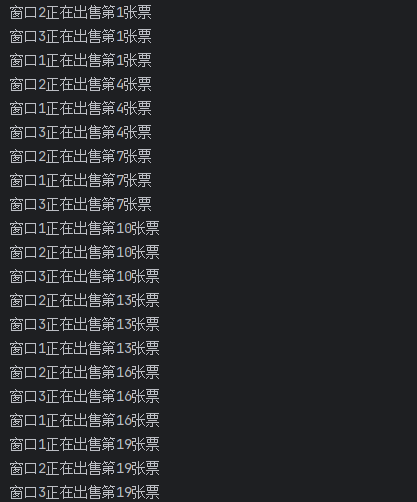 窗口2正在出售第1张票
窗口3正在出售第1张票
窗口1正在出售第1张票
窗口2正在出售第4张票
窗口1正在出售第4张票
窗口3正在出售第4张票
窗口2正在出售第7张票
窗口1正在出售第7张票
窗口3正在出售第7张票
窗口1正在出售第10张票
窗口2正在出售第10张票
窗口3正在出售第10张票
窗口2正在出售第13张票
窗口3正在出售第13张票
窗口1正在出售第13张票
窗口2正在出售第16张票
窗口3正在出售第16张票
窗口1正在出售第16张票
窗口1正在出售第19张票
窗口2正在出售第19张票
窗口3正在出售第19张票